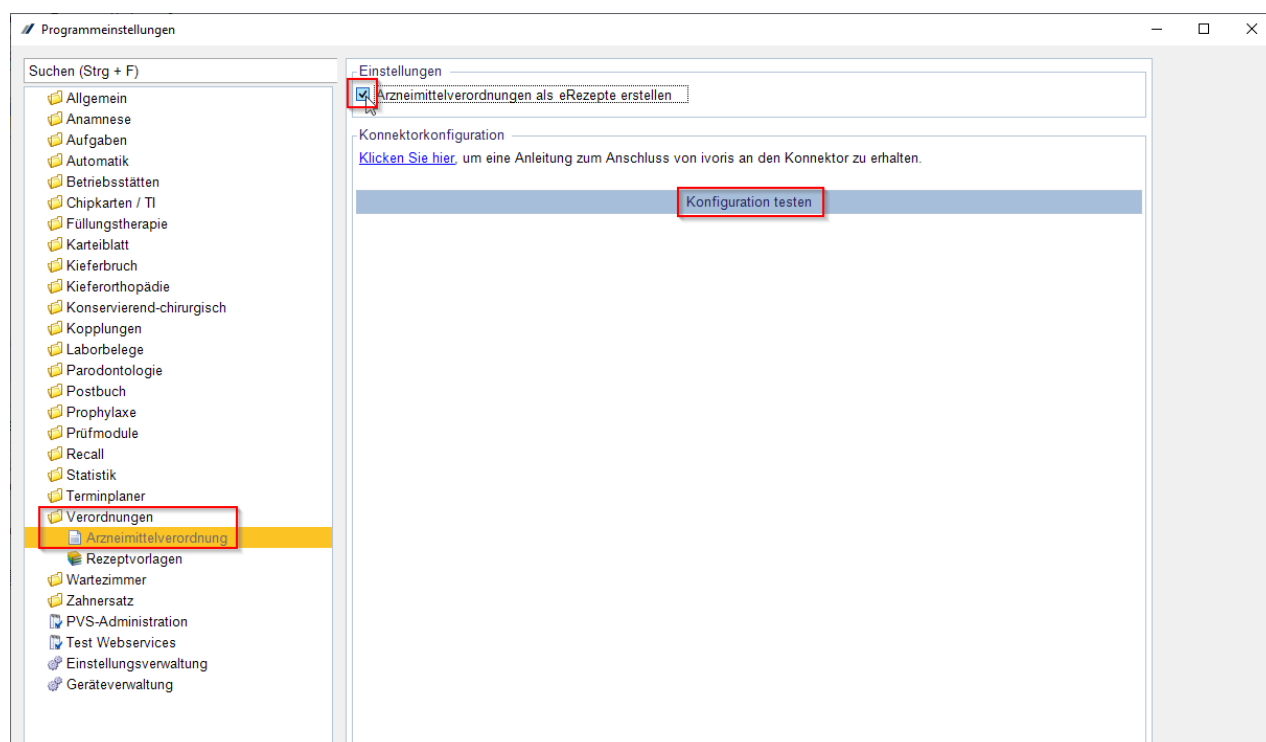 Programmeinstellungen
Suchen (Strg + F)
Allgemein
Anamnese
Aufgaben
Automatik
Betriebsstätten
Chipkarten / TI
Füllungstherapie
Karteiblatt
Kieferbruch
Kieferorthopädie
Konservierend-chirurgisch
Kopplungen
Laborbelege
Parodontologie
Postbuch
Prophylaxe
Prüfmodule
Recall
Statistik
Terminplaner
Verordnungen
Arzneimittelverordnung
Rezeptvorlagen
Wartezimmer
Zahnersatz
PVS-Administration
Test Webservices
Einstellungsverwaltung
Geräteverwaltung
Einstellungen
Arzneimittelverordnungen als eRezepte erstellen
Konnektorkonfiguration
Klicken Sie hier, um eine Anleitung zum Anschluss von ivoris an den Konnektor zu erhalten.
Konfiguration testen